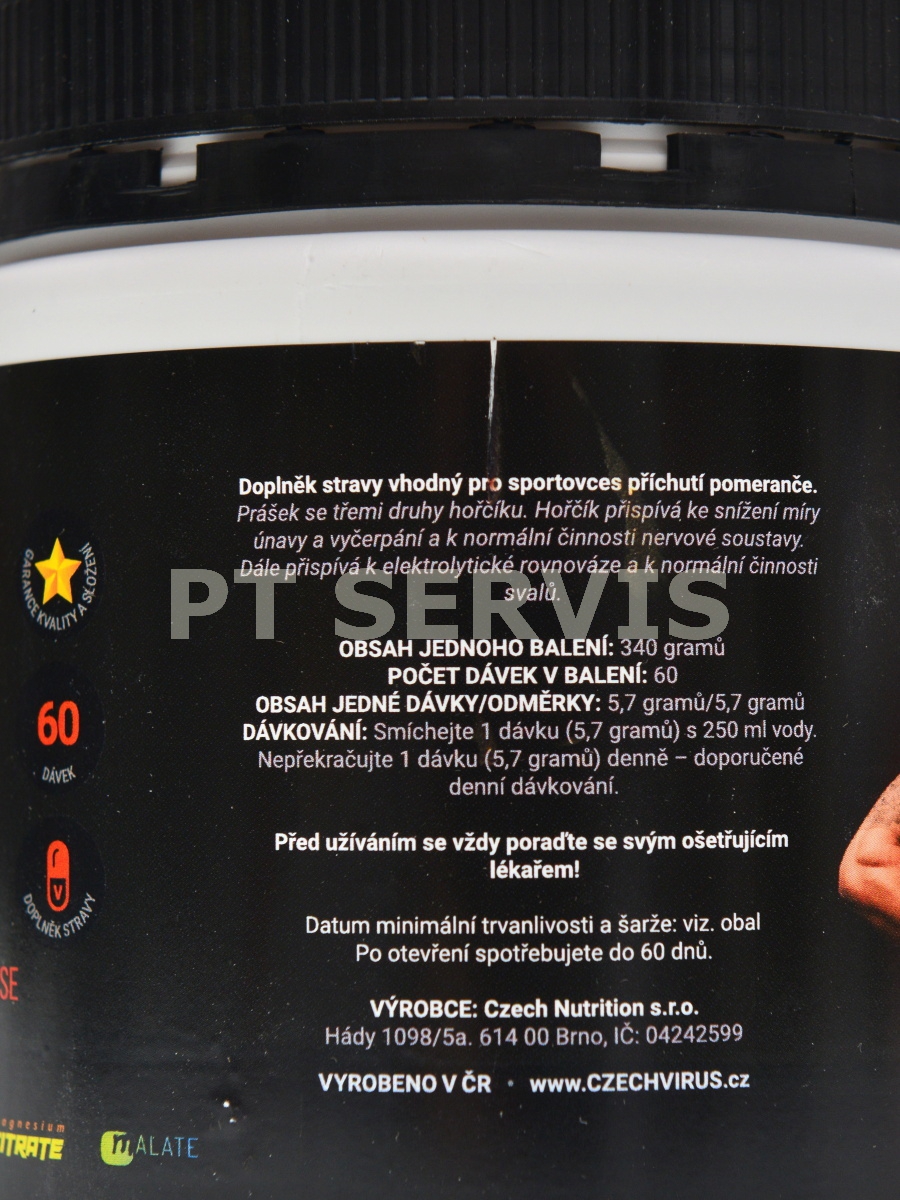 Doplněk stravy vhodný pro sportovces příchutí pomeranče.
Prášek se třemi druhy hořčíku. Hořčík přispívá ke snížení míry
únavy a vyčerpání a k normální činnosti nervové soustavy.
Dále přispívá k elektrolytické rovnováze a k normální činnosti
svalů.
PT SERVIS
OBSAH JEDNOHO BALENÍ: 340 gramů
POČET DÁVEK V BALENÍ: 60
OBSAH JEDNÉ DÁVKY/ODMĚRKY: 5,7 gramů/5,7 gramů
DÁVKOVÁNÍ: Smíchejte 1 dávku (5,7 gramů) s 250 ml vody.
Nepřekračujte 1 dávku (5,7 gramů) denně – doporučené
denní dávkování.
Před užíváním se vždy poraďte se svým ošetřujícím
lékařem!
Datum minimální trvanlivosti a šarže: viz. obal
Po otevření spotřebujete do 60 dnů.
VÝROBCE: Czech Nutrition s.r.o.
Hády 1098/5a. 614 00 Brno, IČ: 04242599
VYROBENO V ČR • www.CZECHVIRUS.cz
GARANCE KVALITY A SLOŽENÍ
60
DÁVEK
V
DOPLNĚK STRAVY
SE
agnesium
ITRATE
mALATE